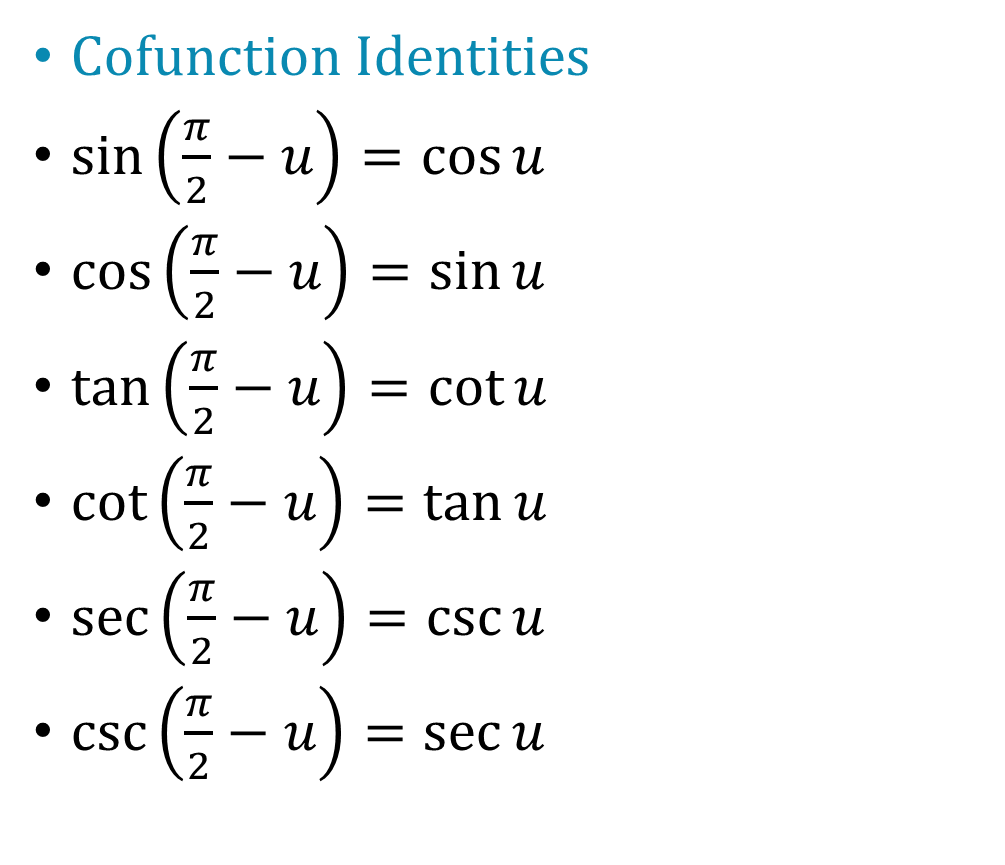 • Cofunction Identities
• sin(π/2 − u) = cos u
• cos(π/2 − u) = sin u
• tan(π/2 − u) = cot u
• cot(π/2 − u) = tan u
• sec(π/2 − u) = csc u
• csc(π/2 − u) = sec u